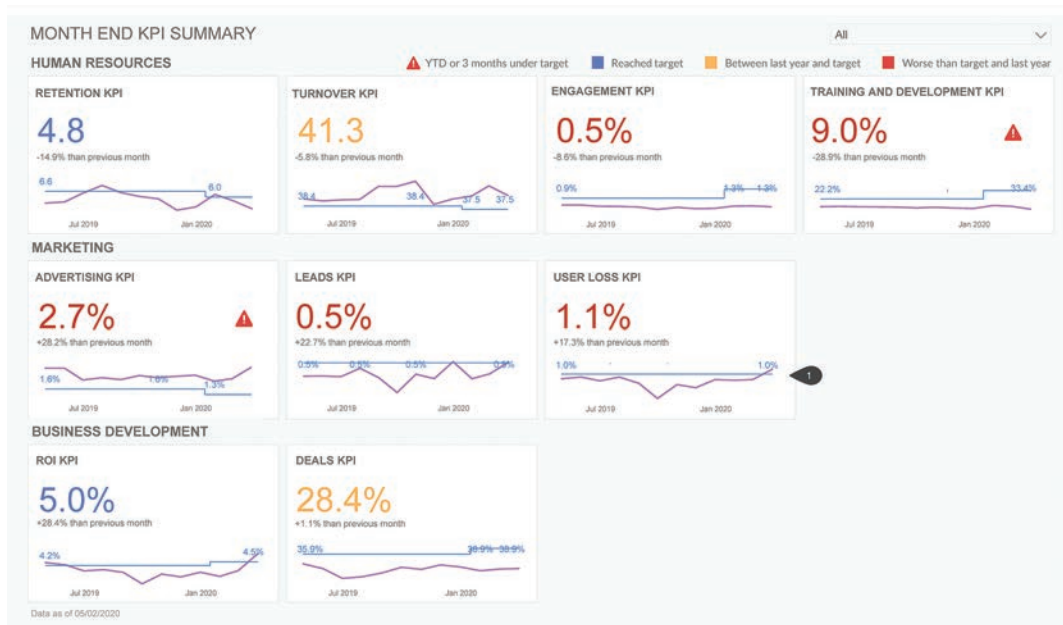 MONTH END KPI SUMMARY
All
HUMAN RESOURCES
YTD or 3 months under target
Reached target
Between last year and target
Worse than target and last year
RETENTION KPI
4.8
-14.9% than previous month
6.6
6.0
Jul 2019
Jan 2020
TURNOVER KPI
41.3
-5.8% than previous month
38.4
38.4
37.5
37.5
Jul 2019
Jan 2020
ENGAGEMENT KPI
0.5%
-8.6% than previous month
0.9%
1.3%
1.3%
Jul 2019
Jan 2020
TRAINING AND DEVELOPMENT KPI
9.0%
-28.9% than previous month
22.2%
33.4%
Jul 2019
Jan 2020
MARKETING
ADVERTISING KPI
2.7%
+28.2% than previous month
1.6%
1.6%
1.3%
Jul 2019
Jan 2020
LEADS KPI
0.5%
+22.7% than previous month
0.5%
0.5%
0.5%
Jul 2019
Jan 2020
USER LOSS KPI
1.1%
+17.3% than previous month
1.0%
1.0%
1
Jul 2019
Jan 2020
BUSINESS DEVELOPMENT
ROI KPI
5.0%
+28.4% than previous month
4.2%
4.5%
Jul 2019
Jan 2020
DEALS KPI
28.4%
+1.1% than previous month
35.9%
38.9%
38.9%
Jul 2019
Jan 2020
Data as of 05/02/2020